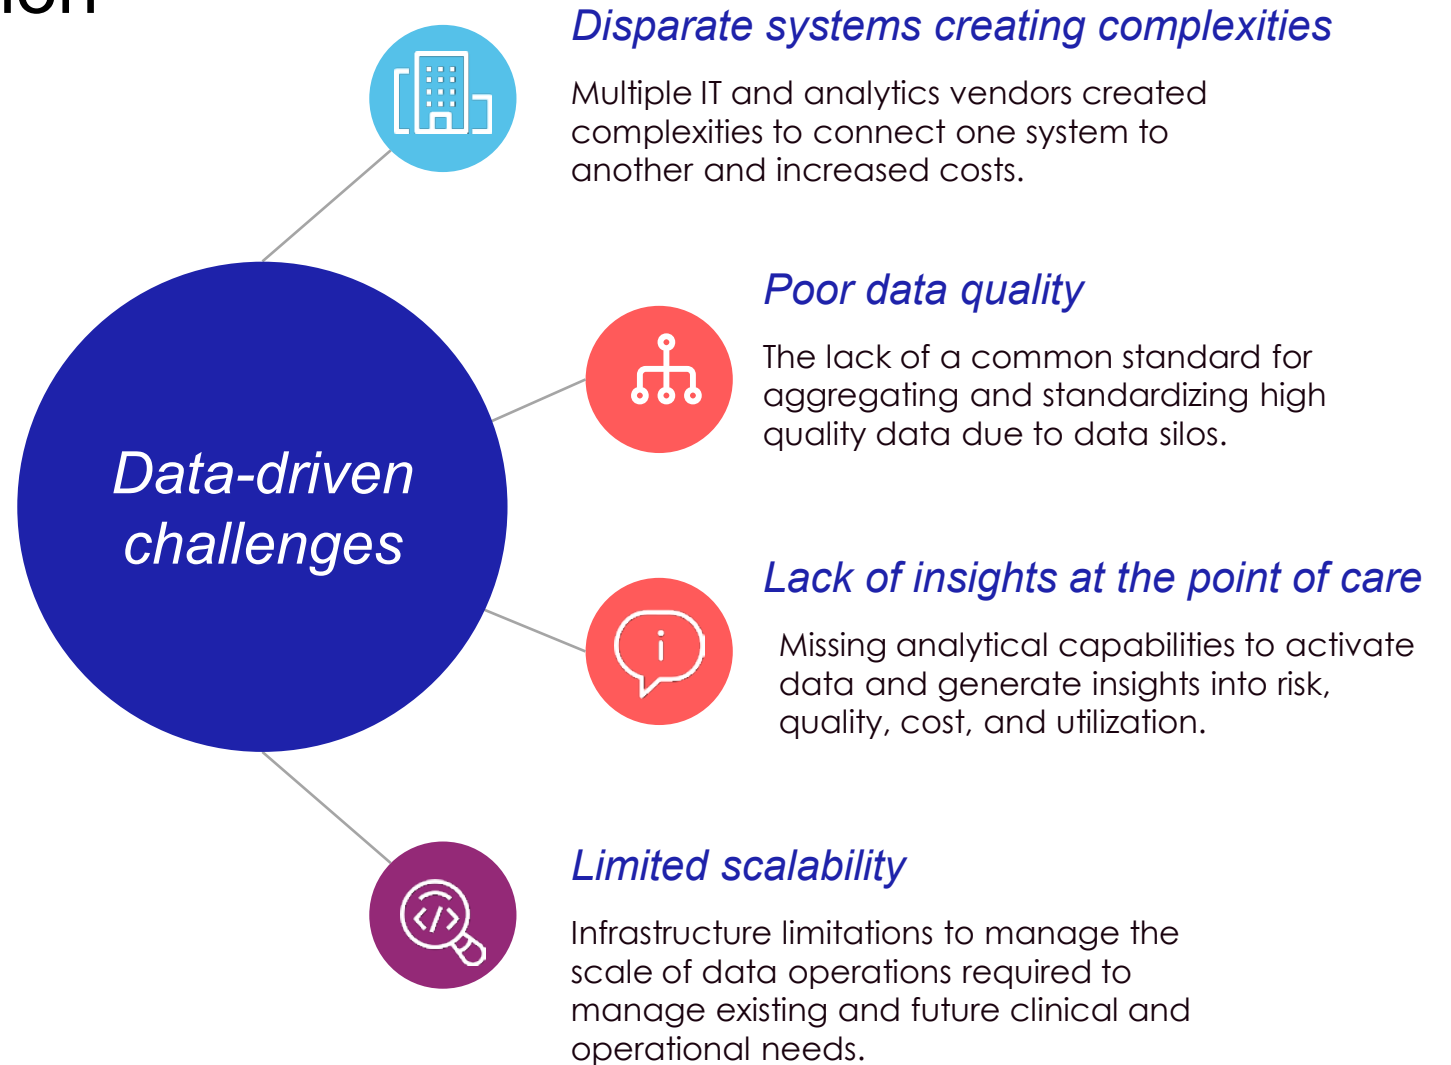 Disparate systems creating complexities
Multiple IT and analytics vendors created
complexities to connect one system to
another and increased costs.
Poor data quality
The lack of a common standard for
aggregating and standardizing high
quality data due to data silos.
Data-driven
challenges
Lack of insights at the point of care
i
Missing analytical capabilities to activate
data and generate insights into risk,
quality, cost, and utilization.
Limited scalability
</>
Infrastructure limitations to manage the
scale of data operations required to
manage existing and future clinical and
operational needs.